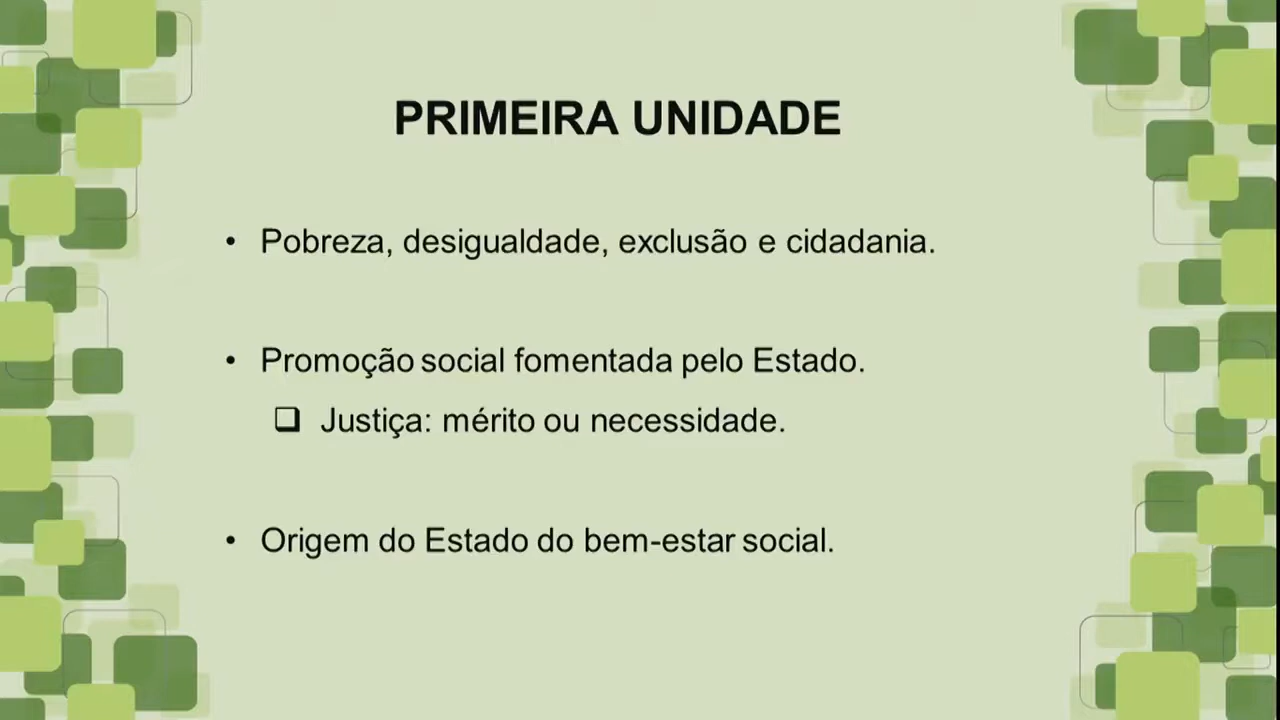 PRIMEIRA UNIDADE
• Pobreza, desigualdade, exclusão e cidadania.
• Promoção social fomentada pelo Estado.
❑ Justiça: mérito ou necessidade.
• Origem do Estado do bem-estar social.